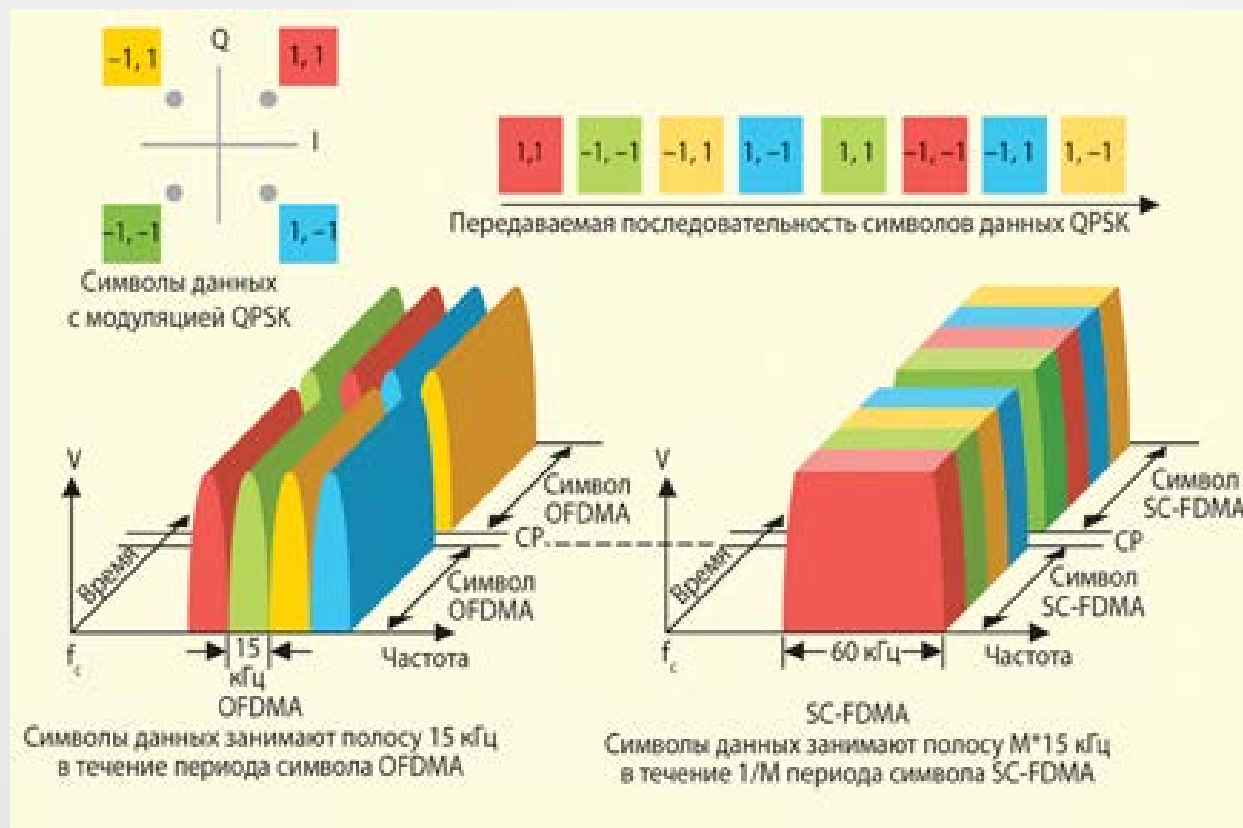 Q
−1, 1
1, 1
I
−1, −1
1, −1
Символы данных
с модуляцией QPSK
1,1 −1, −1 −1, 1 1, −1 1, 1 −1, −1 −1, 1 1, −1
Передаваемая последовательность символов данных QPSK
V
Время
f c
15
кГц
Частота
Символ
OFDMA
CP
Символ
OFDMA
OFDMA
Символы данных занимают полосу 15 кГц
в течение периода символа OFDMA
V
Время
f c
60 кГц
Частота
Символ
SC-FDMA
CP
Символ
SC-FDMA
SC-FDMA
Символы данных занимают полосу M*15 кГц
в течение 1/M периода символа SC-FDMA